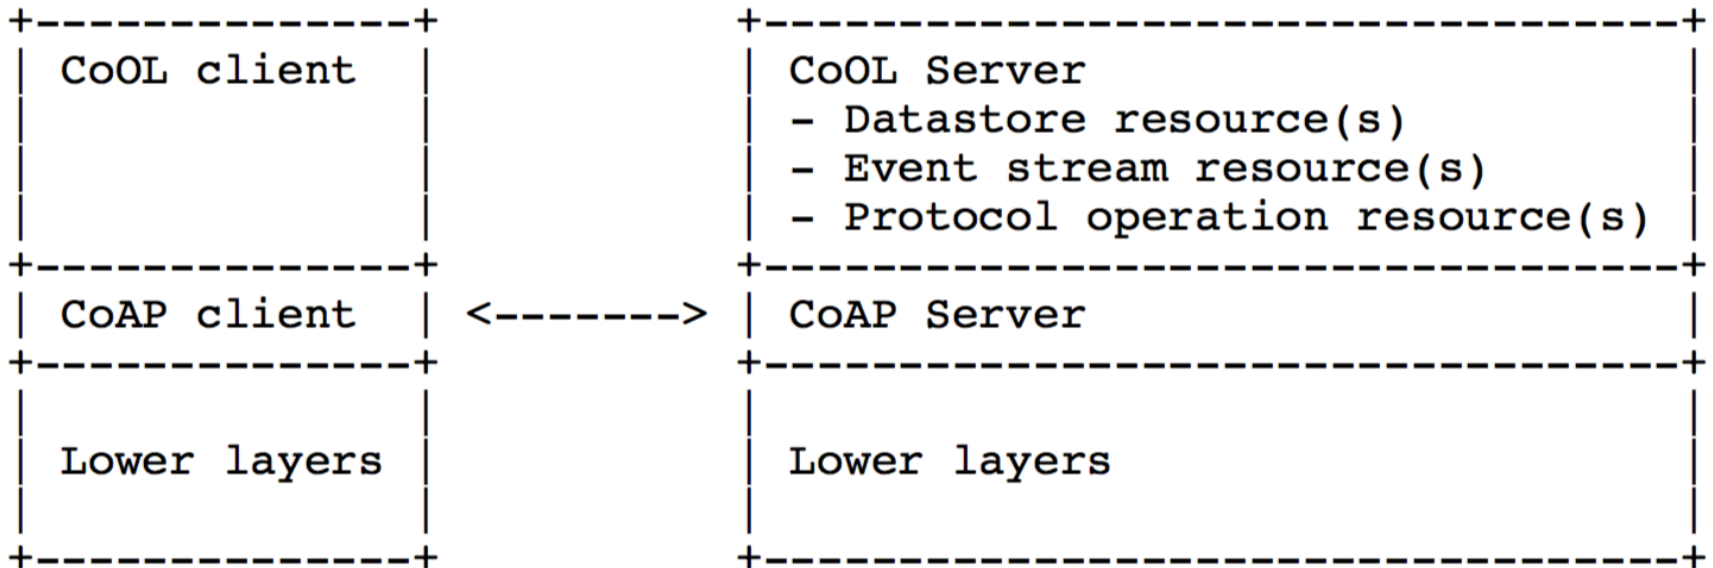 CoOL client
CoOL Server
- Datastore resource(s)
- Event stream resource(s)
- Protocol operation resource(s)
CoAP client <-------> CoAP Server
Lower layers
Lower layers